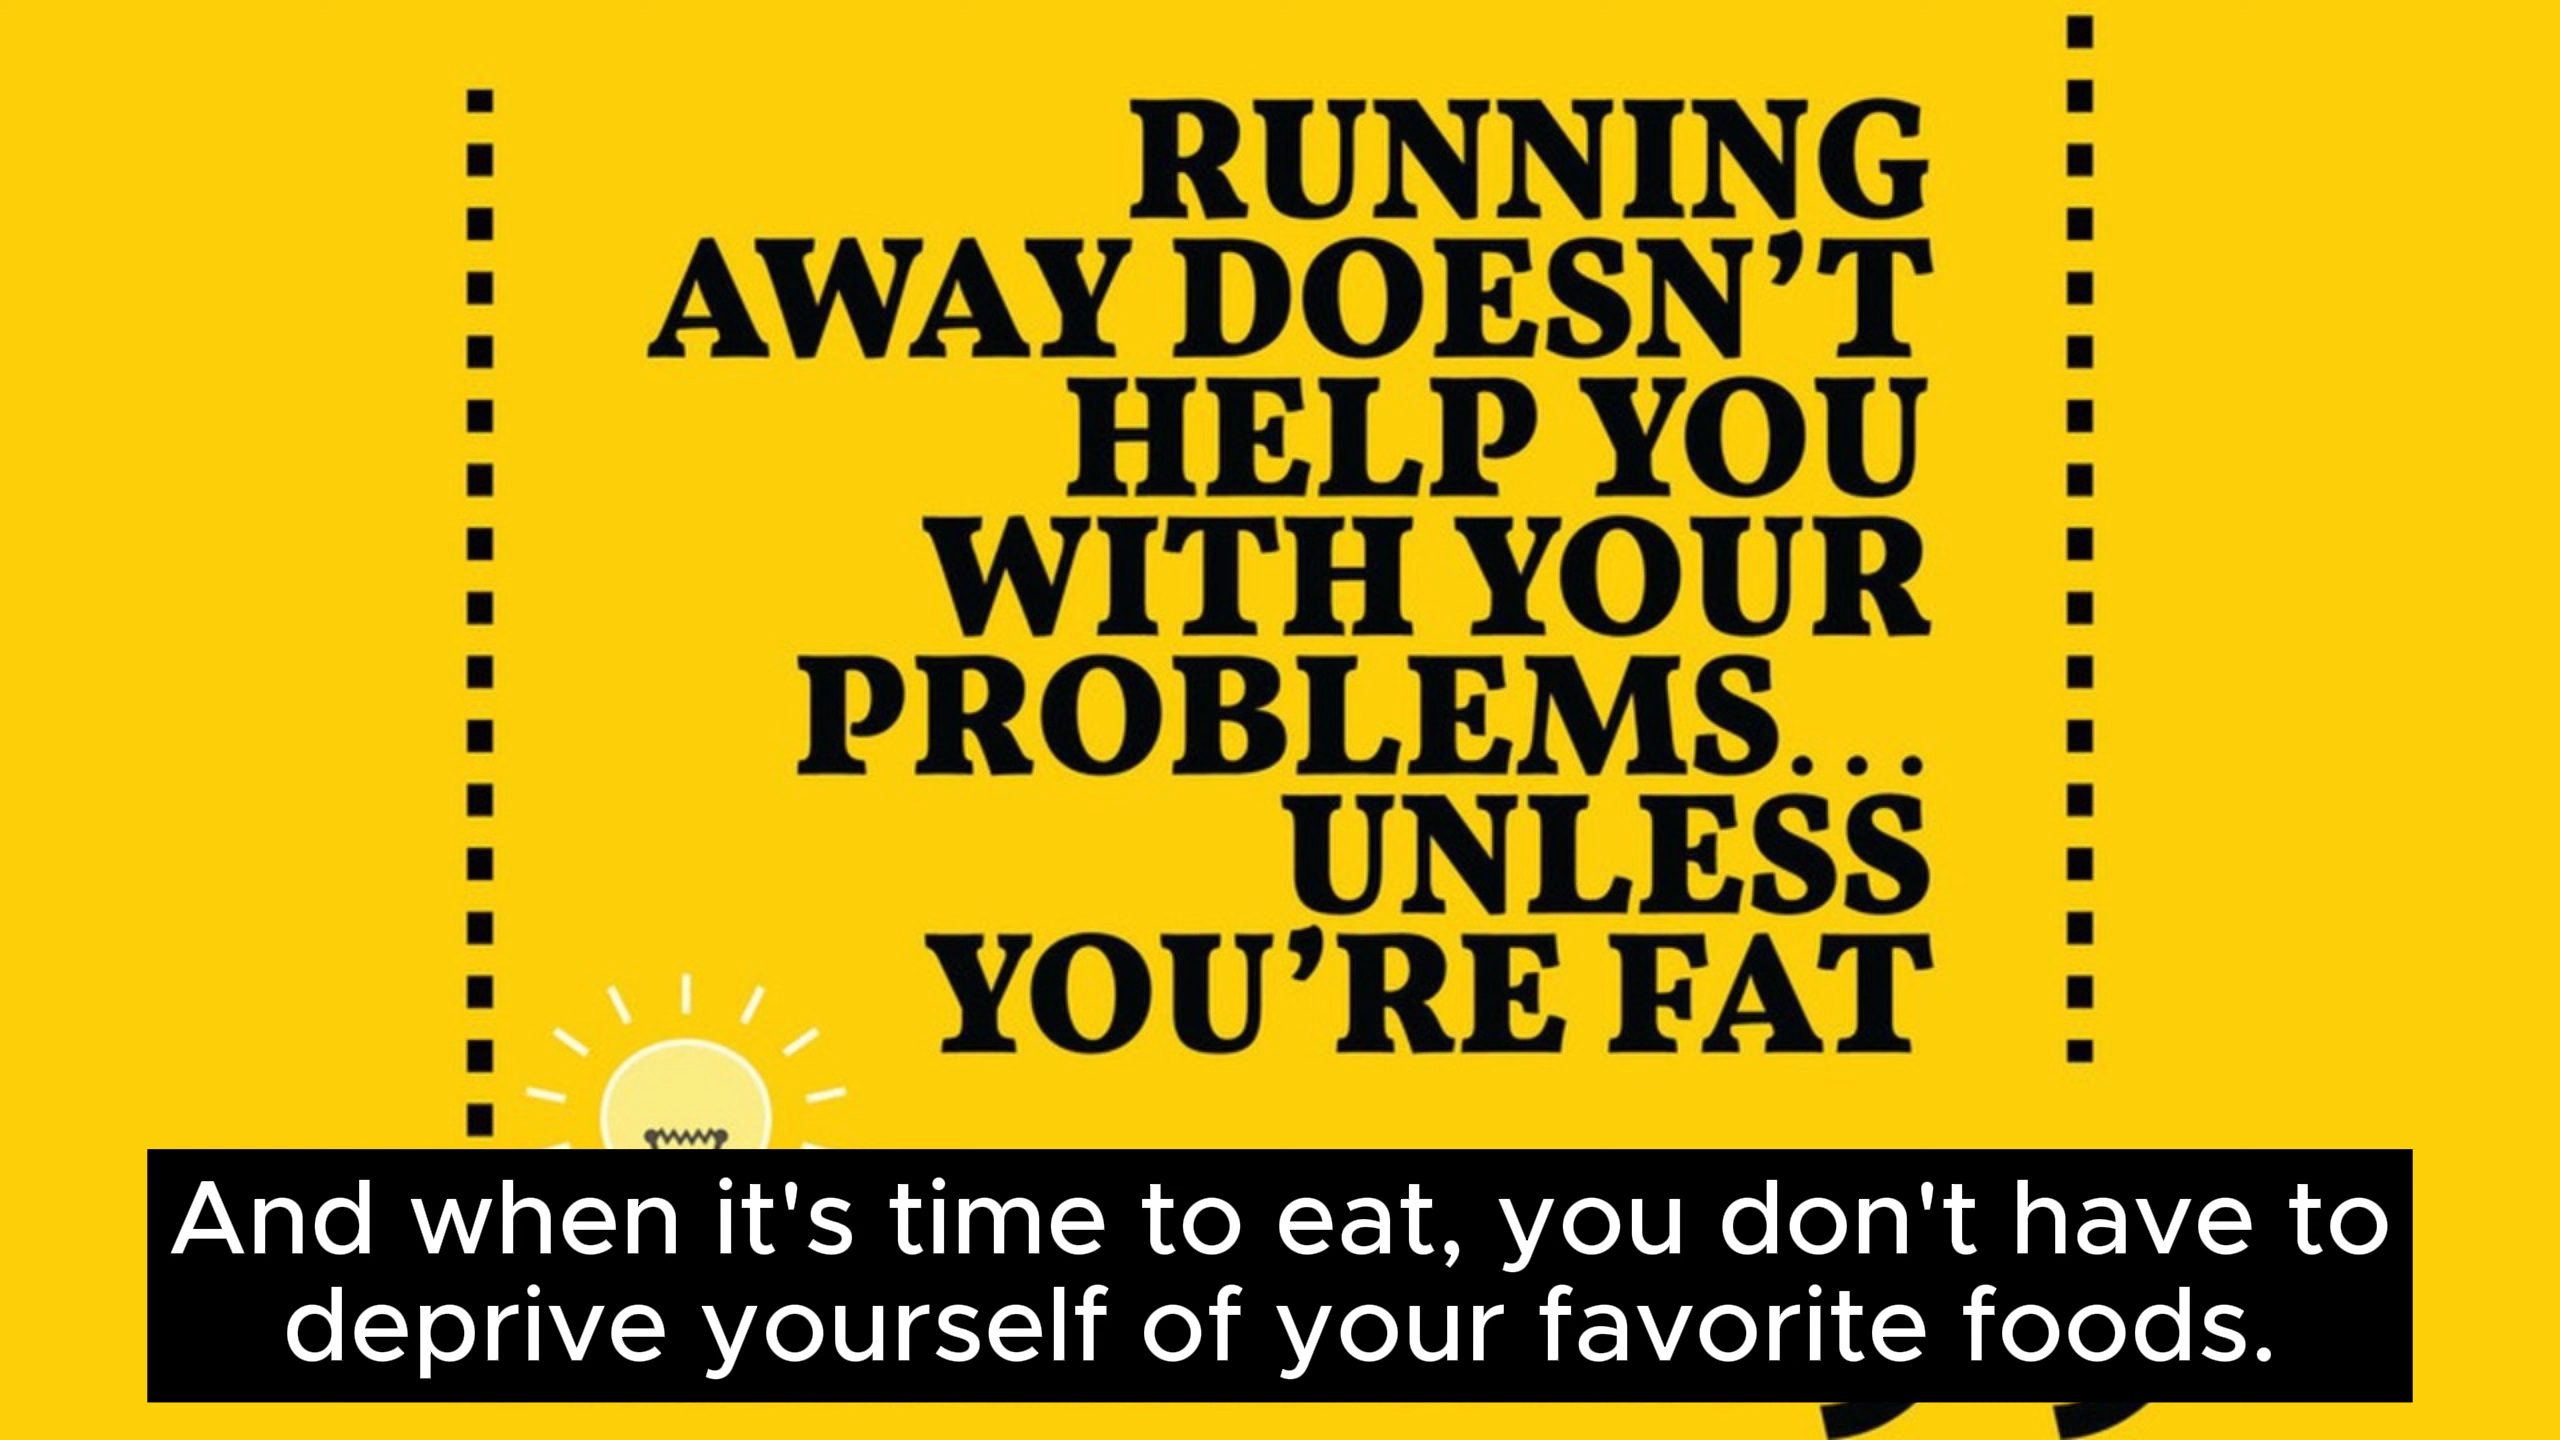 RUNNING
AWAY DOESN’T
HELP YOU
WITH YOUR
PROBLEMS...
UNLESS
YOU’RE FAT
And when it's time to eat, you don't have to
deprive yourself of your favorite foods.